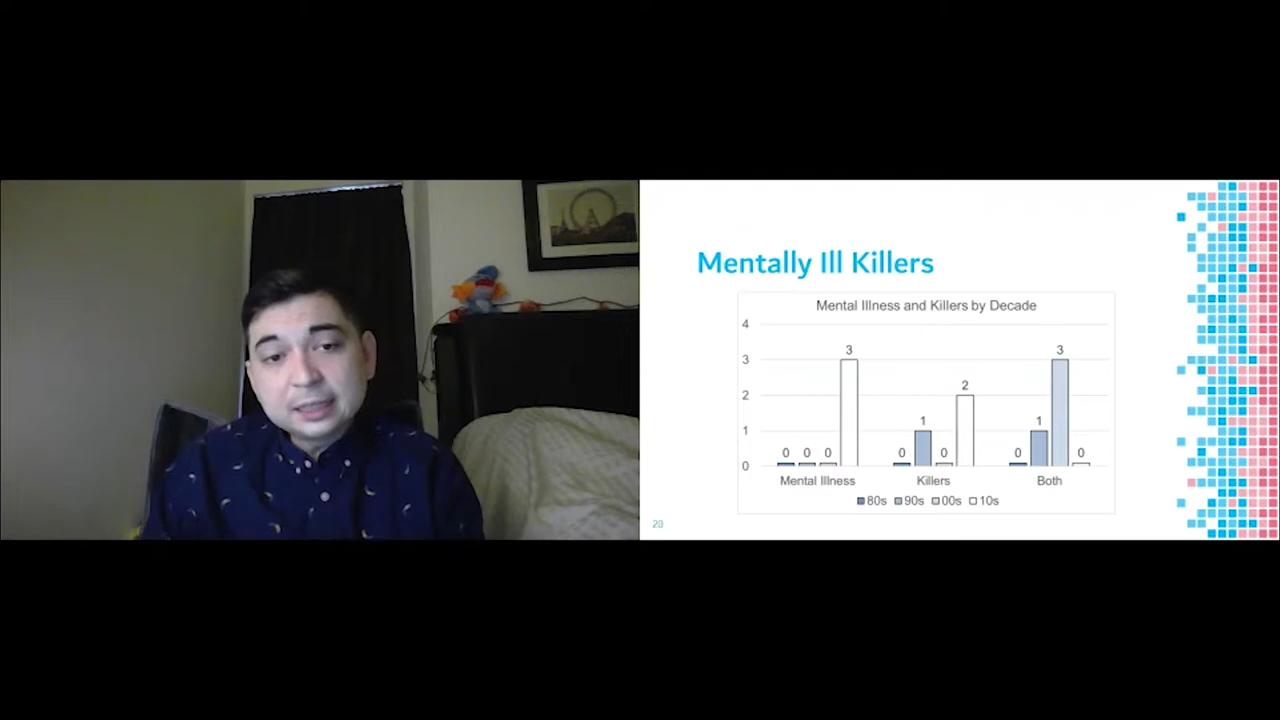 Mentally Ill Killers
Mental Illness and Killers by Decade
4
3
2
1
0
0 0 0 3
0 1 0 2
0 1 3 0
Mental Illness Killers Both
80s 90s 00s 10s
20